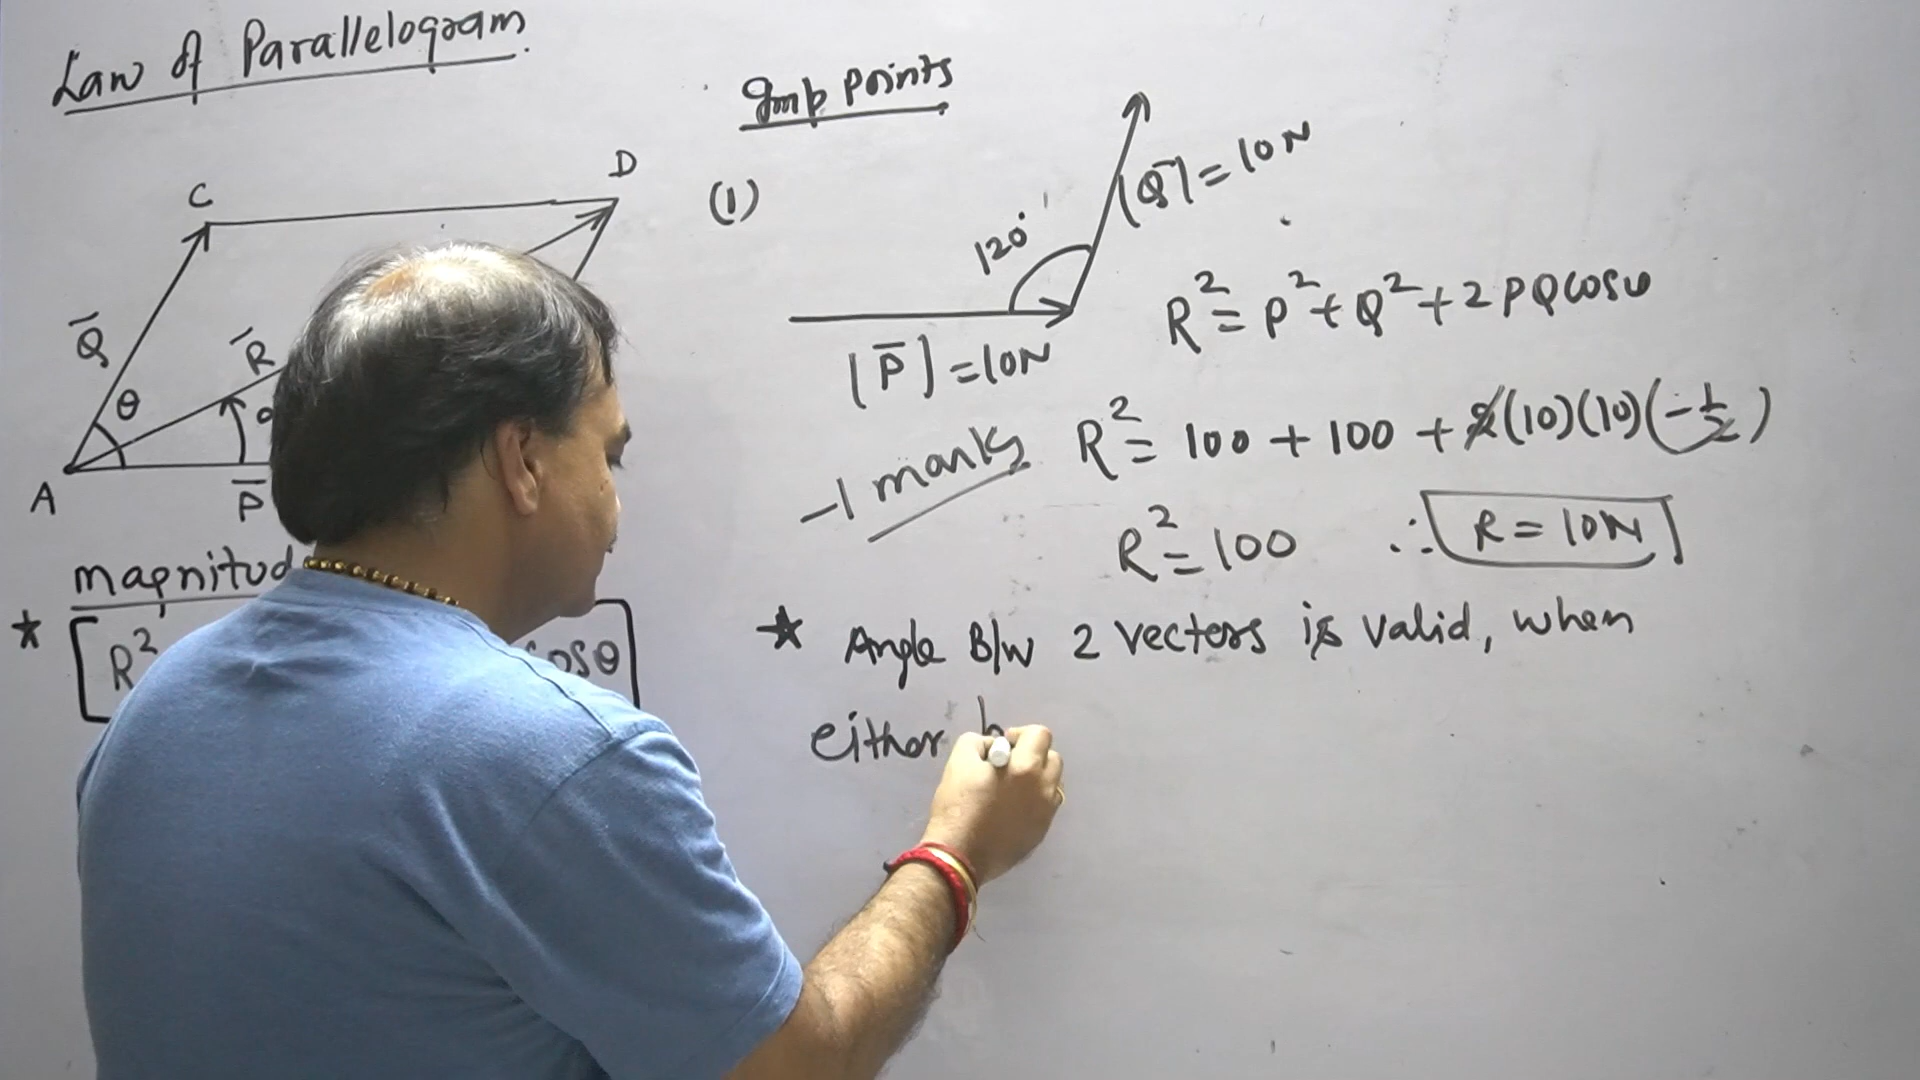 Law of Parallelogram
C
D
Q̅
R̅
θ
A
P̅
magnitud
★ R²
cosθ
Imp Points
(1)
120°
|Q̅| = 10N
|P̅| = 10N
R² = P² + Q² + 2PQcosθ
R² = 100 + 100 + 2(10)(10)(-1/2)
-1 marks
R² = 100 ∴ R = 10N
★ Angle B/w 2 vectors is valid, when
either